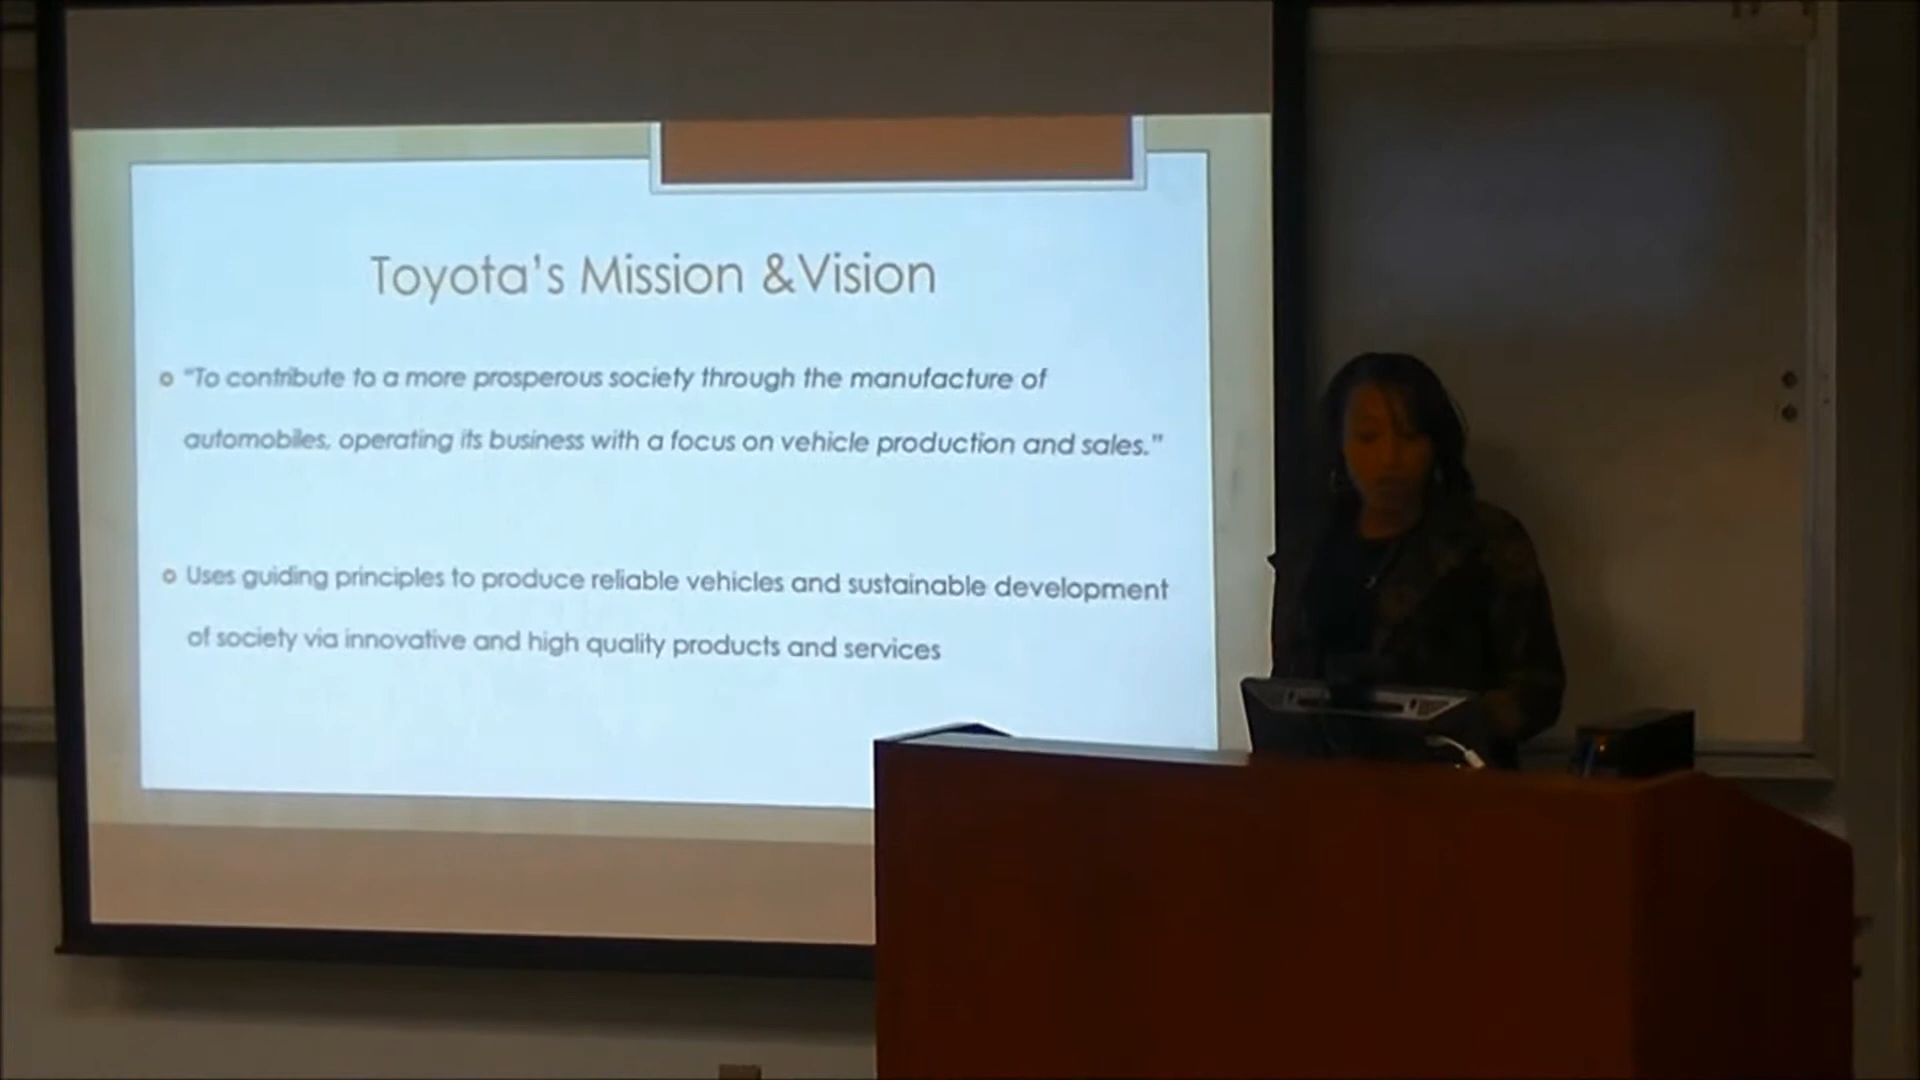 Toyota's Mission &Vision
"To contribute to a more prosperous society through the manufacture of
automobiles, operating its business with a focus on vehicle production and sales."
Uses guiding principles to produce reliable vehicles and sustainable development
of society via innovative and high quality products and services